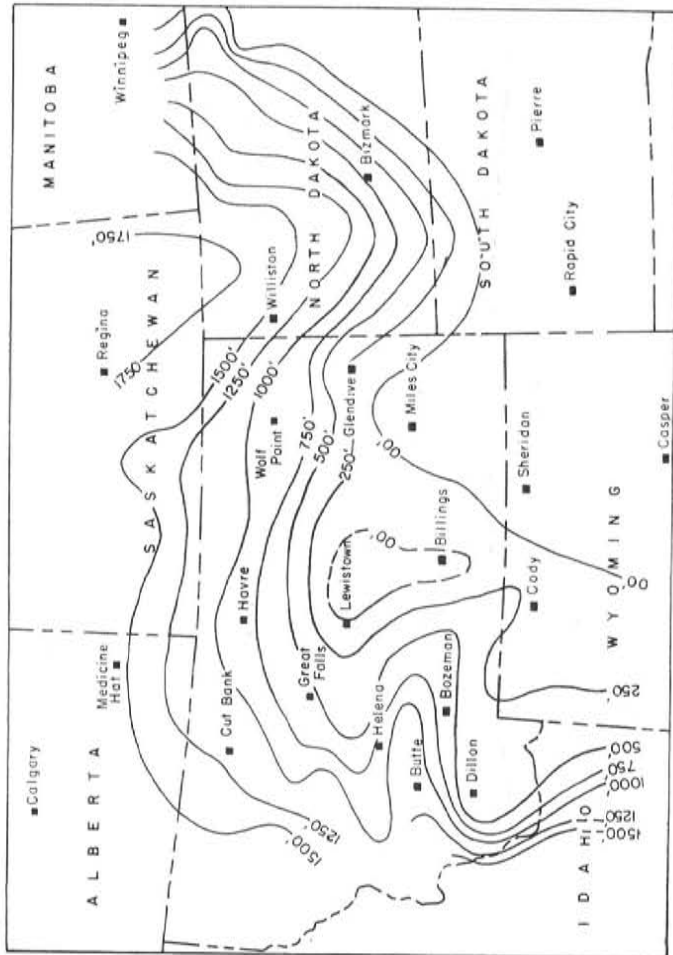 Calgary
MANITOBA
ALBERTA
Medicine
Hat
Regina
Winnipeg
1750'
1750'
SASKATCHEWAN
1500'
1250'
1500'
1250'
1000'
Cut Bank
Havre
Wolf
Point
Williston
Great
Falls
750'
500'
250'
NORTH DAKOTA
Lewistown
Glendive
Bizmark
Helena
00'
00'
Butte
Billings
Miles City
Bozeman
Dillon
SOUTH DAKOTA
Cody
Sheridan
Rapid City
Pierre
IDAHO
WYOMING
1500'
1250'
1000'
750'
500'
250'
00'
Casper